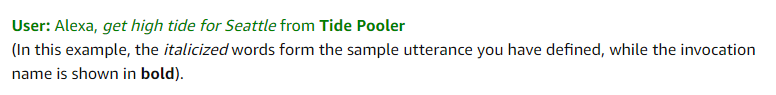 User: Alexa, get high tide for Seattle from Tide Pooler
(In this example, the italicized words form the sample utterance you have defined, while the invocation
name is shown in bold).